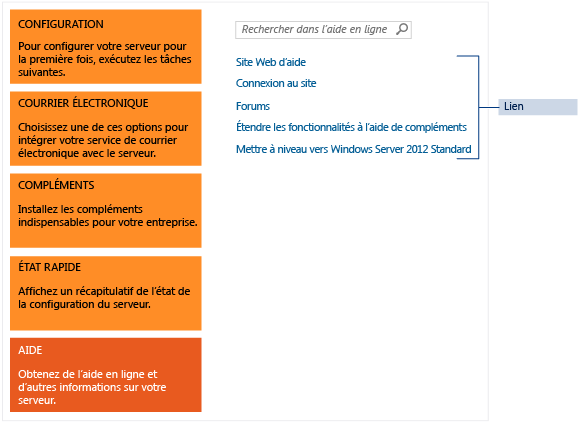 CONFIGURATION
Pour configurer votre serveur pour
la première fois, exécutez les tâches
suivantes.
COURRIER ÉLECTRONIQUE
Choisissez une de ces options pour
intégrer votre service de courrier
électronique avec le serveur.
COMPLÉMENTS
Installez les compléments
indispensables pour votre entreprise.
ÉTAT RAPIDE
Affichez un récapitulatif de l'état de
la configuration du serveur.
AIDE
Obtenez de l'aide en ligne et
d'autres informations sur votre
serveur.
Rechercher dans l'aide en ligne
Site Web d'aide
Connexion au site
Forums
Étendre les fonctionnalités à l'aide de compléments
Mettre à niveau vers Windows Server 2012 Standard
Lien